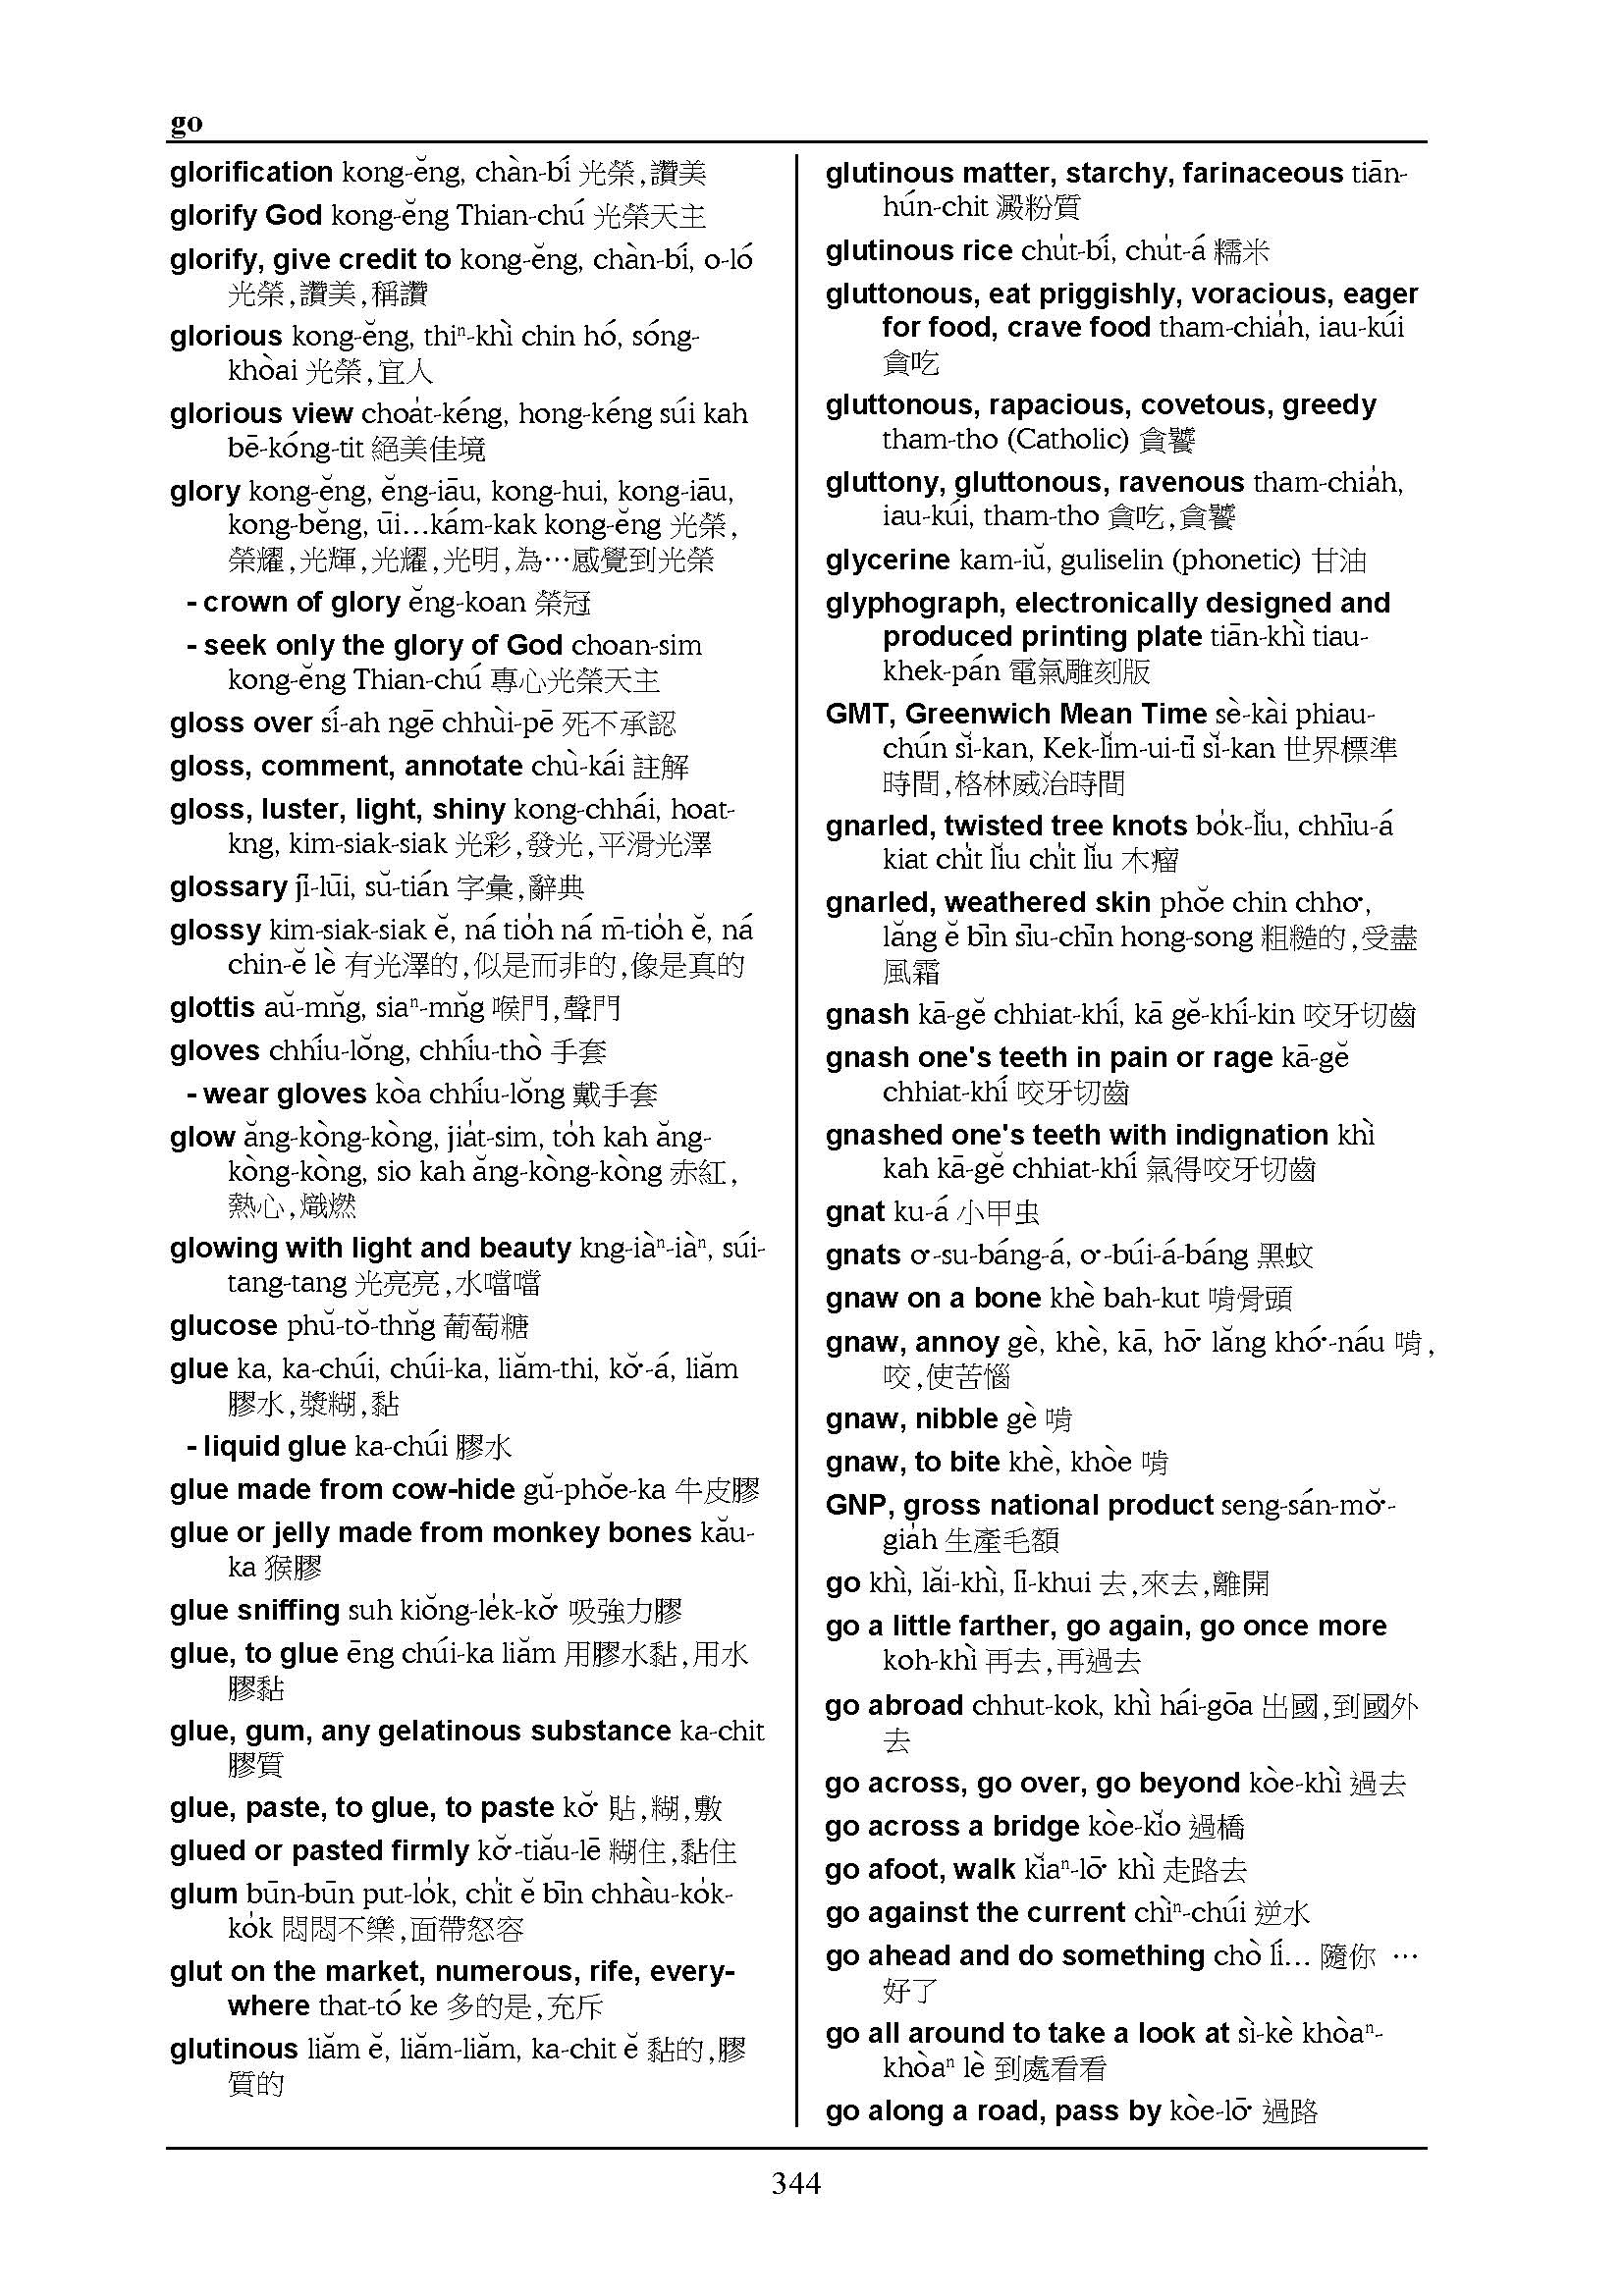 go
glorification kong-ĕng, chàn-bí 光榮,讚美
glorify God kong-ĕng Thian-chú 光榮天主
glorify, give credit to kong-ĕng, chàn-bí, o-ló
光榮,讚美,稱讚
glorious kong-ĕng, thiⁿ-khì chin hó, sóng-
khòai 光榮,宜人
glorious view choa̍t-kéng, hong-kéng súi kah
bē-kóng-tit 絕美佳境
glory kong-ĕng, ĕng-iāu, kong-hui, kong-iāu,
kong-bĕng, ūi...kám-kak kong-ĕng 光榮,
榮耀,光輝,光耀,光明,為…感覺到光榮
- crown of glory ĕng-koan 榮冠
- seek only the glory of God choan-sim
kong-ĕng Thian-chú 專心光榮天主
gloss over sí-ah ngē chhùi-pē 死不承認
gloss, comment, annotate chù-kái 註解
gloss, luster, light, shiny kong-chhái, hoat-
kng, kim-siak-siak 光彩,發光,平滑光澤
glossary jī-lūi, sŭ-tián 字彙,辭典
glossy kim-siak-siak ĕ, ná tio̍h ná m̄-tio̍h ĕ, ná
chin-ĕ lè 有光澤的,似是而非的,像是真的
glottis aŭ-mn̆g, siaⁿ-mn̆g 喉門,聲門
gloves chhíu-lŏng, chhíu-thò 手套
- wear gloves kòa chhíu-lŏng 戴手套
glow ăng-kòng-kòng, jia̍t-sim, to̍h kah ăng-
kòng-kòng, sio kah ăng-kòng-kòng 赤紅,
熱心,熾燃
glowing with light and beauty kng-iàⁿ-iàⁿ, súi-
tang-tang 光亮亮,水噹噹
glucose phŭ-tŏ-thn̆g 葡萄糖
glue ka, ka-chúi, chúi-ka, liăm-thi, kŏ͘-á, liăm
膠水,漿糊,黏
- liquid glue ka-chúi 膠水
glue made from cow-hide gŭ-phŏe-ka 牛皮膠
glue or jelly made from monkey bones kău-
ka 猴膠
glue sniffing suh kiŏng-le̍k-kŏ͘ 吸強力膠
glue, to glue ēng chúi-ka liăm 用膠水黏,用水
膠黏
glue, gum, any gelatinous substance ka-chit
膠質
glue, paste, to glue, to paste kŏ͘ 貼,糊,敷
glued or pasted firmly kŏ͘-tiău-lē 糊住,黏住
glum būn-būn put-lo̍k, chi̍t ĕ bīn chhàu-ko̍k-
ko̍k 悶悶不樂,面帶怒容
glut on the market, numerous, rife, every-
where that-tó ke 多的是,充斥
glutinous liăm ĕ, liăm-liăm, ka-chit ĕ 黏的,膠
質的
glutinous matter, starchy, farinaceous tiān-
hún-chit 澱粉質
glutinous rice chu̍t-bí, chu̍t-á 糯米
gluttonous, eat priggishly, voracious, eager
for food, crave food tham-chia̍h, iau-kúi
貪吃
gluttonous, rapacious, covetous, greedy
tham-tho (Catholic) 貪饕
gluttony, gluttonous, ravenous tham-chia̍h,
iau-kúi, tham-tho 貪吃,貪饕
glycerine kam-iŭ, guliselin (phonetic) 甘油
glyphograph, electronically designed and
produced printing plate tiān-khì tiau-
khek-pán 電氣雕刻版
GMT, Greenwich Mean Time sè-kài phiau-
chún sĭ-kan, Kek-lĭm-ui-tī sĭ-kan 世界標準
時間,格林威治時間
gnarled, twisted tree knots bo̍k-lĭu, chhīu-á
kiat chi̍t lĭu chi̍t lĭu 木瘤
gnarled, weathered skin phŏe chin chho͘,
lăng ĕ bīn sīu-chīn hong-song 粗糙的,受盡
風霜
gnash kā-gĕ chhiat-khí, kā gĕ-khí-kin 咬牙切齒
gnash one's teeth in pain or rage kā-gĕ
chhiat-khí 咬牙切齒
gnashed one's teeth with indignation khì
kah kā-gĕ chhiat-khí 氣得咬牙切齒
gnat ku-á 小甲虫
gnats o͘-su-báng-á, o͘-búi-á-báng 黑蚊
gnaw on a bone khè bah-kut 啃骨頭
gnaw, annoy gè, khè, kā, hō͘ lăng khó͘-náu 啃,
咬,使苦惱
gnaw, nibble gè 啃
gnaw, to bite khè, khòe 啃
GNP, gross national product seng-sán-mŏ͘-
gia̍h 生產毛額
go khì, lăi-khì, lī-khui 去,來去,離開
go a little farther, go again, go once more
koh-khì 再去,再過去
go abroad chhut-kok, khì hái-gōa 出國,到國外
去
go across, go over, go beyond kòe-khì 過去
go across a bridge kòe-kĭo 過橋
go afoot, walk kĭaⁿ-lō͘ khì 走路去
go against the current chìⁿ-chúi 逆水
go ahead and do something chò lí... 隨你 …
好了
go all around to take a look at sì-kè khòaⁿ-
khòaⁿ lè 到處看看
go along a road, pass by kòe-lō͘ 過路
344